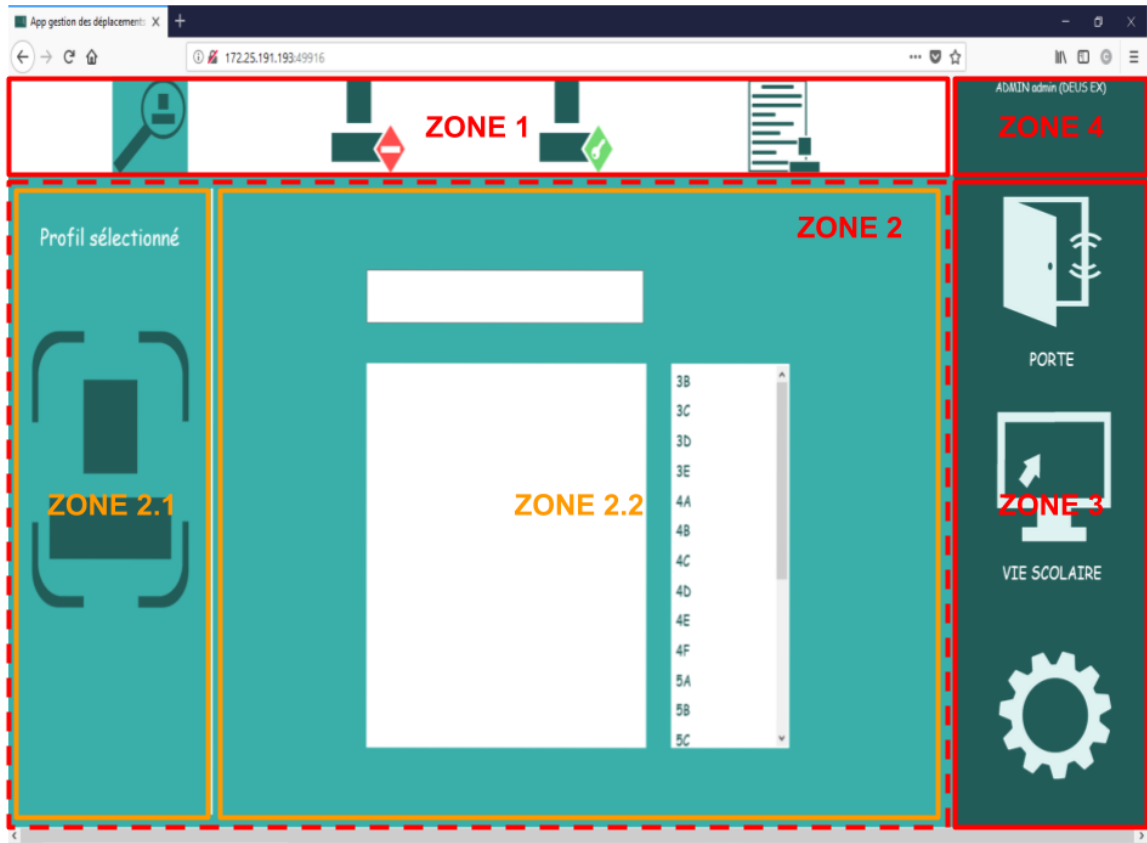 App gestion des déplacements
172.25.191.193:49916
ZONE 1
ADMIN admin (DEUS EX)
ZONE 4
Profil sélectionné
ZONE 2
PORTE
3B
3C
3D
3E
4A
4B
4C
4D
4E
4F
5A
5B
5C
ZONE 2.1
ZONE 2.2
ZONE 3
VIE SCOLAIRE